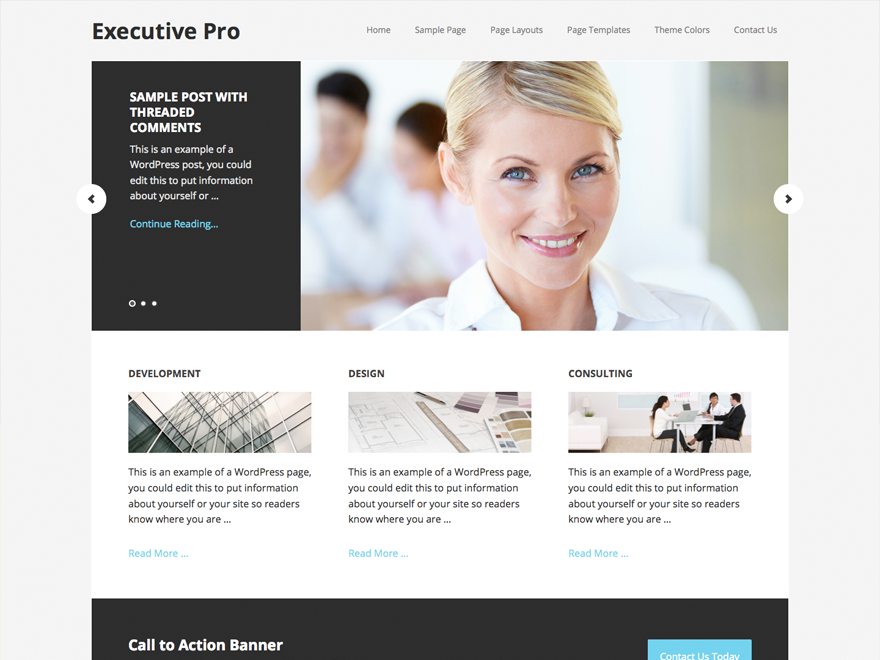 Executive Pro
Home Sample Page Page Layouts Page Templates Theme Colors Contact Us
SAMPLE POST WITH
THREADED
COMMENTS
This is an example of a
WordPress post, you could
edit this to put information
about yourself or ...
Continue Reading...
DEVELOPMENT
This is an example of a WordPress page,
you could edit this to put information
about yourself or your site so readers
know where you are ...
Read More ...
DESIGN
This is an example of a WordPress page,
you could edit this to put information
about yourself or your site so readers
know where you are ...
Read More ...
CONSULTING
This is an example of a WordPress page,
you could edit this to put information
about yourself or your site so readers
know where you are ...
Read More ...
Call to Action Banner
Contact Us Today